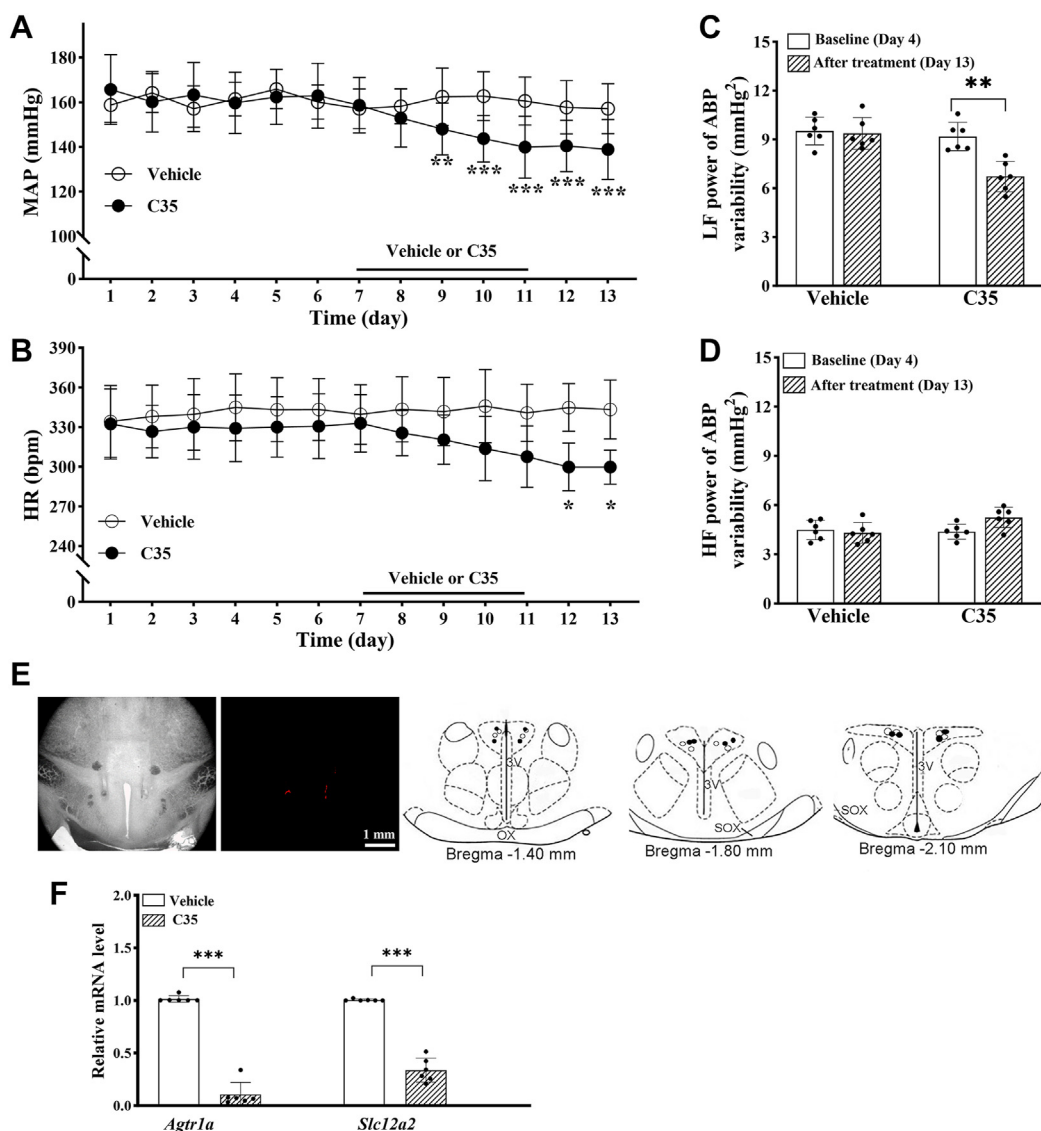 A
180
160
140
120
100
0
MAP (mmHg)
Vehicle
C35
**
***
***
***
***
Vehicle or C35
1 2 3 4 5 6 7 8 9 10 11 12 13
Time (day)
B
390
360
330
300
270
240
0
HR (bpm)
Vehicle
C35
*
*
Vehicle or C35
1 2 3 4 5 6 7 8 9 10 11 12 13
Time (day)
C
15
12
9
6
3
0
LF power of ABP
variability (mmHg²)
Baseline (Day 4)
After treatment (Day 13)
**
Vehicle C35
D
15
12
9
6
3
0
HF power of ABP
variability (mmHg²)
Baseline (Day 4)
After treatment (Day 13)
Vehicle C35
E
1 mm
3V
OX
Bregma -1.40 mm
3V
SOX
Bregma -1.80 mm
3V
SOX
Bregma -2.10 mm
F
2.0
1.5
1.0
0.5
0.0
Relative mRNA level
Vehicle
C35
***
***
Agtr1a Slc12a2